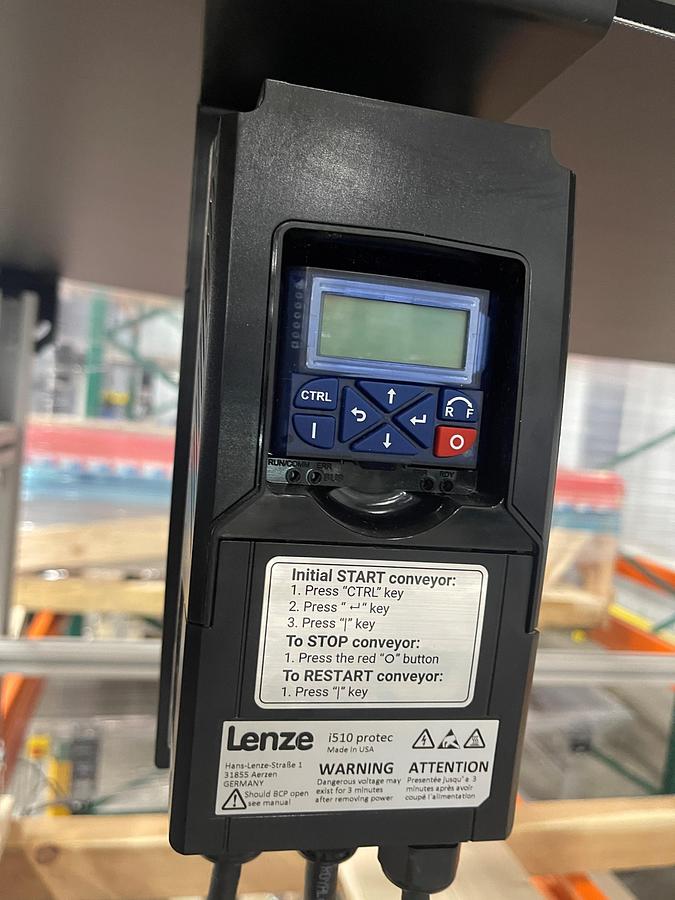 CTRL
R F
RUN/COMM ERR
BUS
RDY
Initial START conveyor:
1. Press "CTRL" key
2. Press " ↵" key
3. Press "|" key
To STOP conveyor:
1. Press the red "O" button
To RESTART conveyor:
1. Press "|" key
Lenze i510 protec
Made in USA
Hans-Lenze-Straße 1
31855 Aerzen
GERMANY
Should BCP open
see manual
WARNING
Dangerous voltage may
exist for 3 minutes
after removing power
ATTENTION
Presentée jusqu'a 3
minutes après avoir
coupé l'alimentation